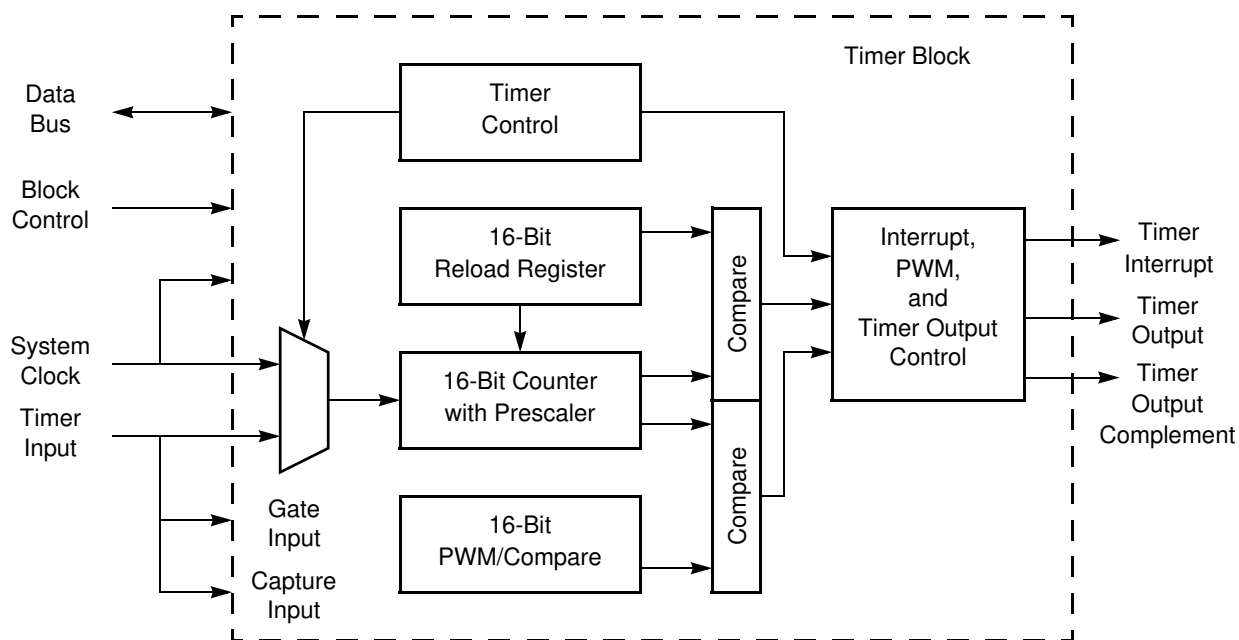 Timer Block
Data
Bus
Timer
Control
Block
Control
16-Bit
Reload Register
Compare
Interrupt,
PWM,
and
Timer Output
Control
Timer
Interrupt
Timer
Output
Timer
Output
Complement
System
Clock
16-Bit Counter
with Prescaler
Timer
Input
Compare
Gate
Input
16-Bit
PWM/Compare
Capture
Input